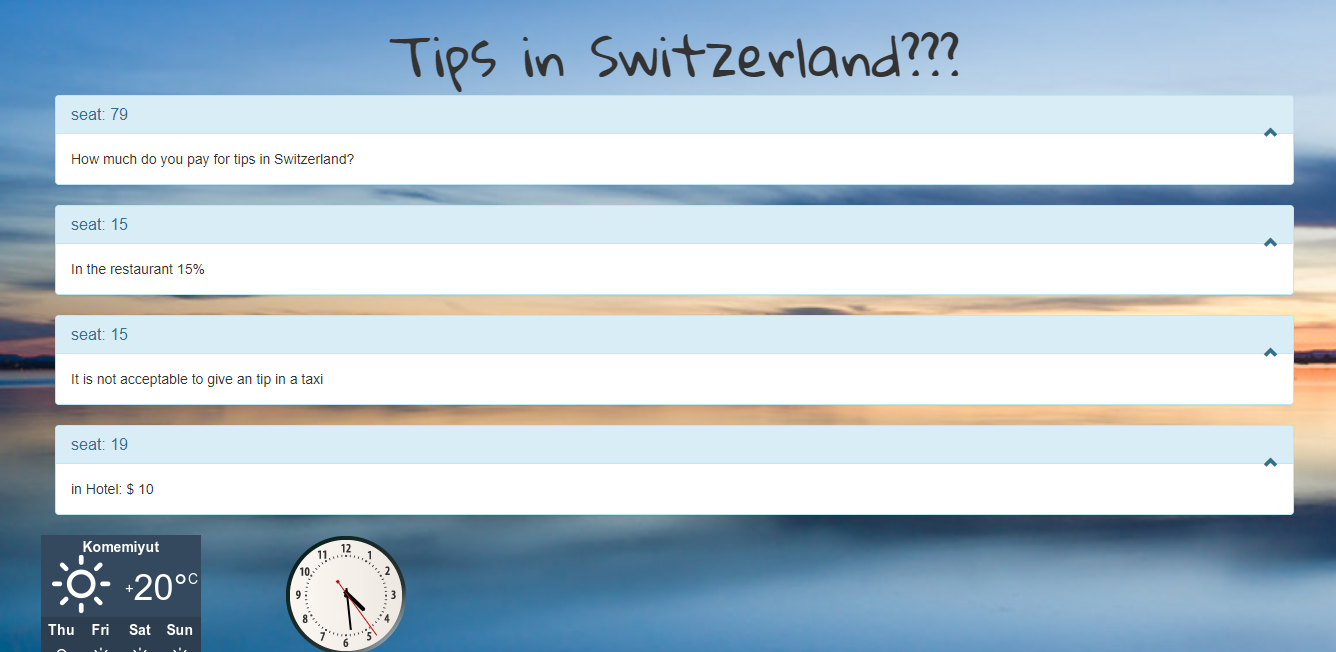 Tips in Switzerland???
seat: 79
How much do you pay for tips in Switzerland?
seat: 15
In the restaurant 15%
seat: 15
It is not acceptable to give an tip in a taxi
seat: 19
in Hotel: $ 10
Komemiyut
+20°C
Thu Fri Sat Sun
12
11 1
10 2
9 3
8 4
7 5
6